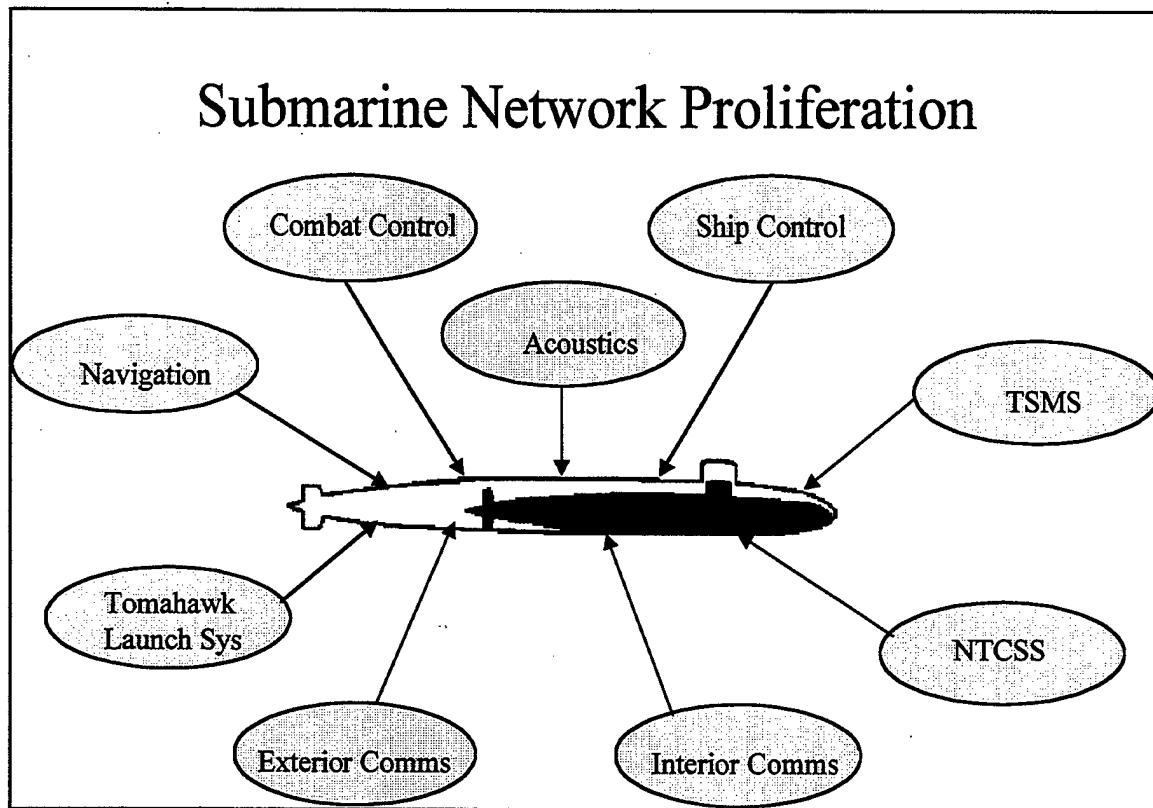 Submarine Network Proliferation
Combat Control
Ship Control
Acoustics
Navigation
TSMS
Tomahawk
Launch Sys
NTCSS
Exterior Comms
Interior Comms